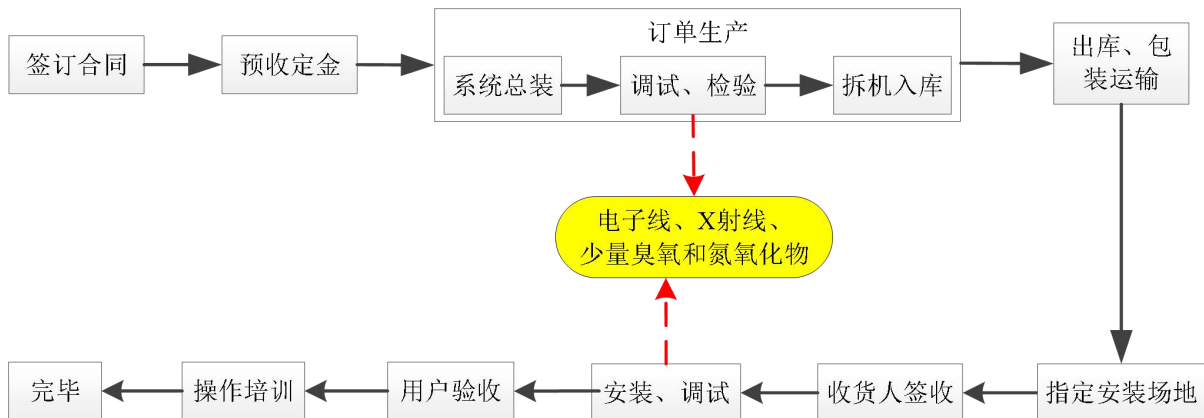 签订合同
预收定金
订单生产
系统总装
调试、检验
拆机入库
出库、包
装运输
电子线、X射线、
少量臭氧和氮氧化物
完毕
操作培训
用户验收
安装、调试
收货人签收
指定安装场地